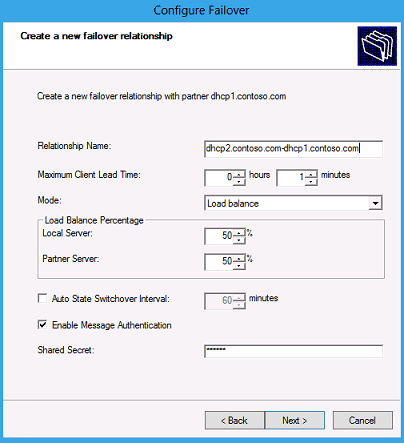 Configure Failover
Create a new failover relationship
Create a new failover relationship with partner dhcp1.contoso.com
Relationship Name: dhcp2.contoso.com-dhcp1.contoso.com
Maximum Client Lead Time: 0 hours 1 minutes
Mode: Load balance
Load Balance Percentage
Local Server: 50 %
Partner Server: 50 %
Auto State Switchover Interval: 60 minutes
Enable Message Authentication
Shared Secret: ******
< Back Next > Cancel